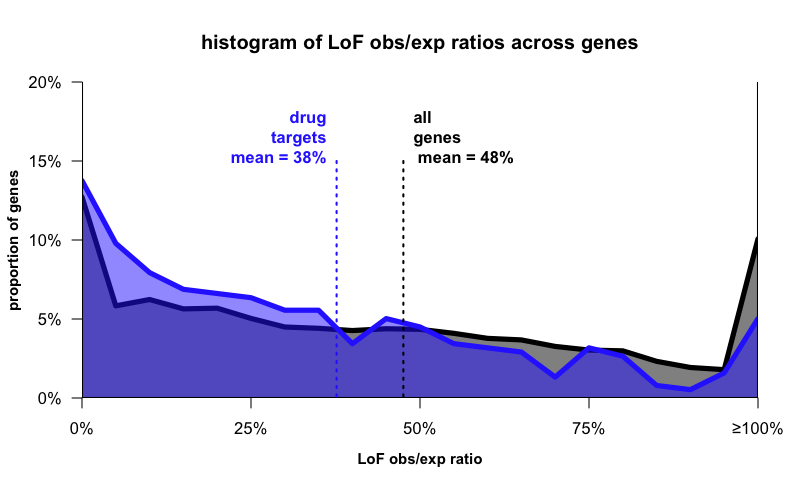 histogram of LoF obs/exp ratios across genes
20%
15%
10%
5%
0%
proportion of genes
drug
targets
mean = 38%
all
genes
mean = 48%
0%
25%
50%
75%
≥100%
LoF obs/exp ratio